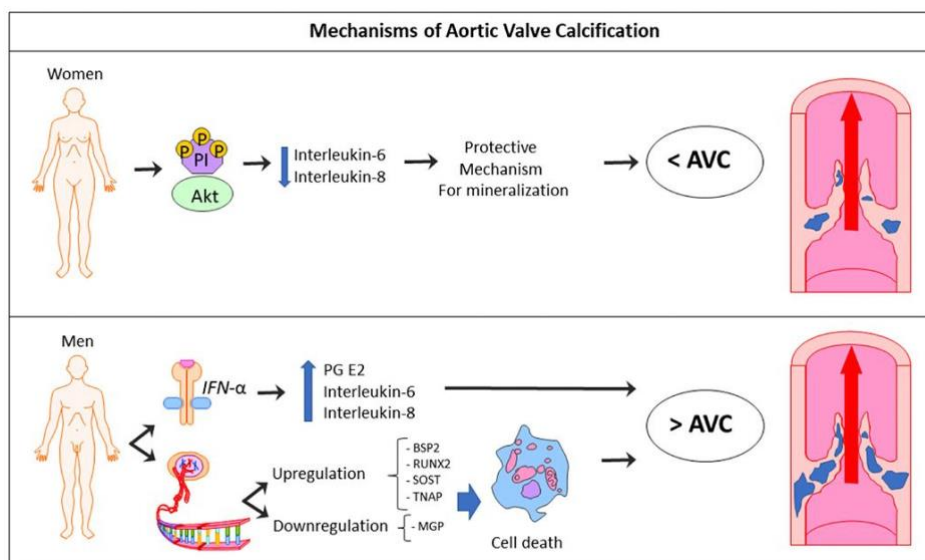 Mechanisms of Aortic Valve Calcification
Women
P
P
P
PI
Akt
Interleukin-6
Interleukin-8
Protective
Mechanism
For mineralization
< AVC
Men
IFN-α
PG E2
Interleukin-6
Interleukin-8
> AVC
Upregulation
- BSP2
- RUNX2
- SOST
- TNAP
Downregulation
- MGP
Cell death